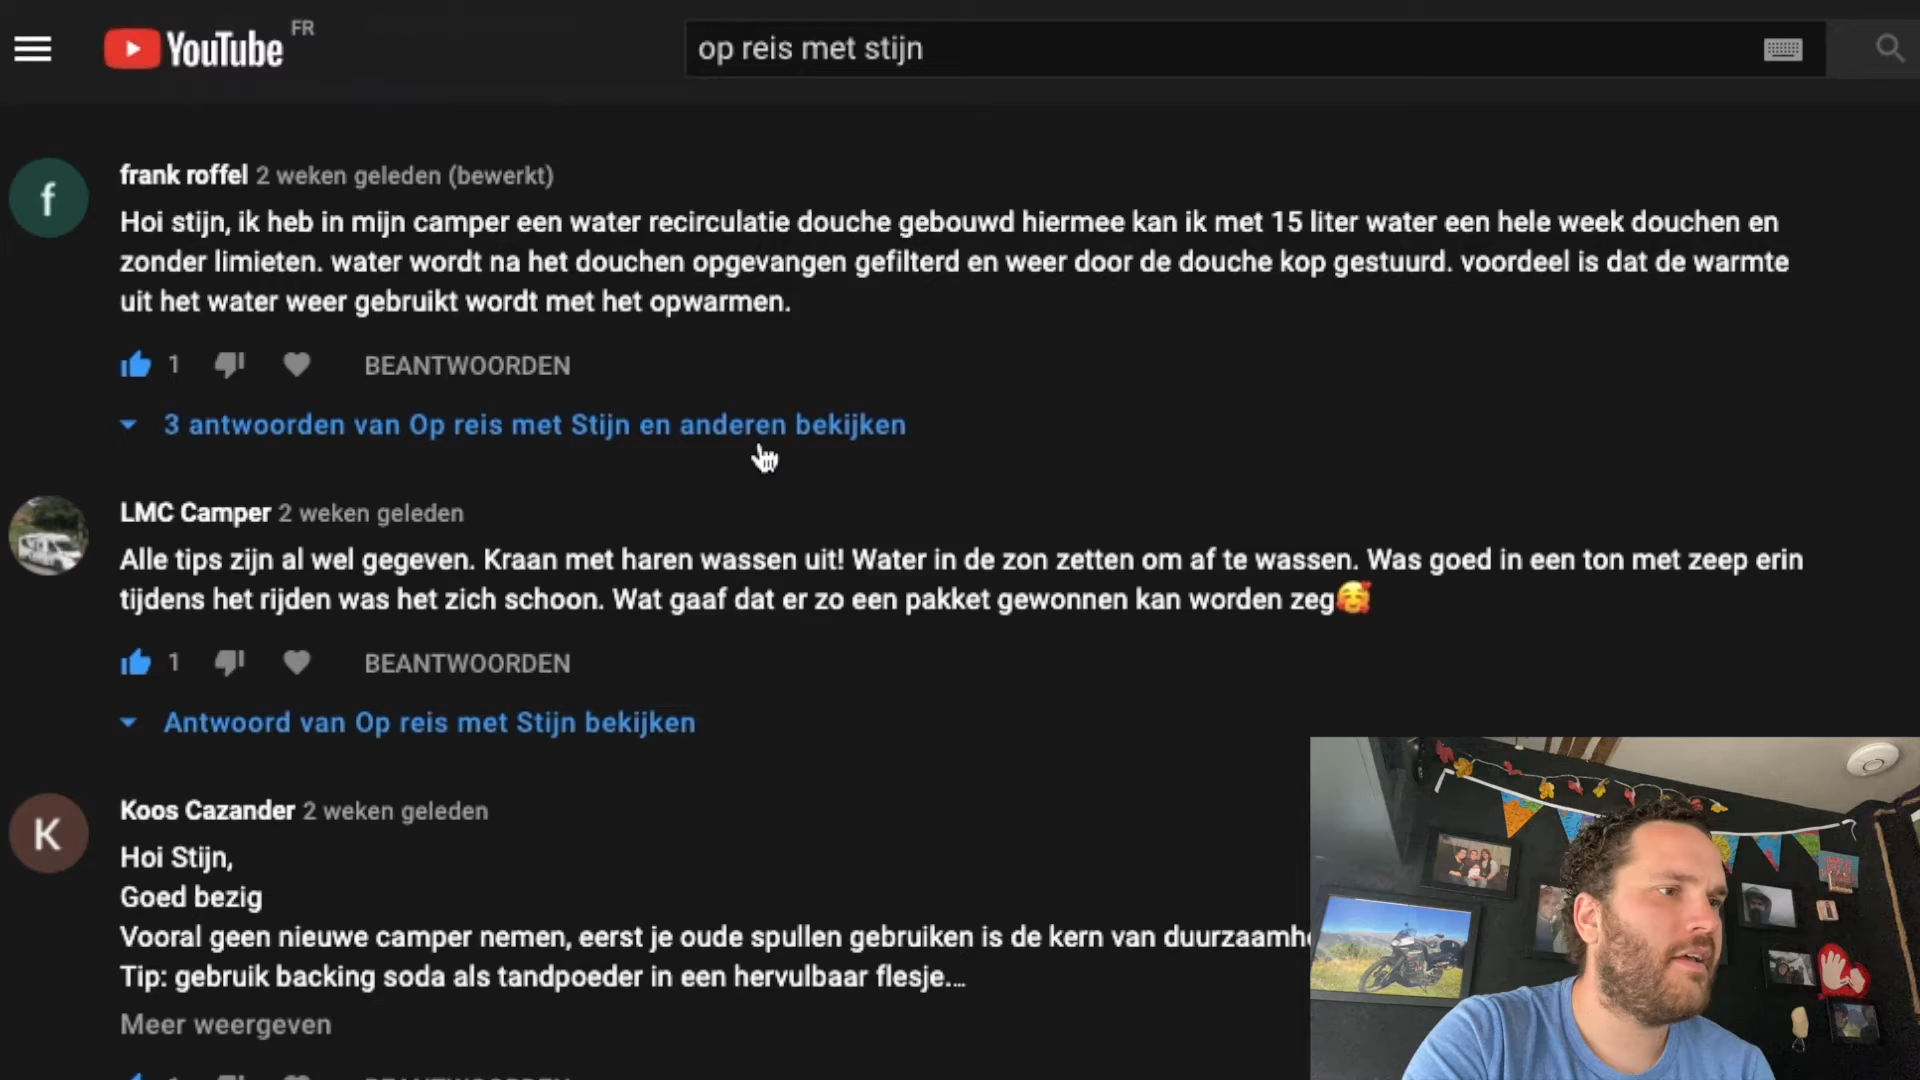 YouTube FR
op reis met stijn
f
frank roffel 2 weken geleden (bewerkt)
Hoi stijn, ik heb in mijn camper een water recirculatie douche gebouwd hiermee kan ik met 15 liter water een hele week douchen en
zonder limieten. water wordt na het douchen opgevangen gefilterd en weer door de douche kop gestuurd. voordeel is dat de warmte
uit het water weer gebruikt wordt met het opwarmen.
1 BEANTWOORDEN
3 antwoorden van Op reis met Stijn en anderen bekijken
LMC Camper 2 weken geleden
Alle tips zijn al wel gegeven. Kraan met haren wassen uit! Water in de zon zetten om af te wassen. Was goed in een ton met zeep erin
tijdens het rijden was het zich schoon. Wat gaaf dat er zo een pakket gewonnen kan worden zeg🥰
1 BEANTWOORDEN
Antwoord van Op reis met Stijn bekijken
K
Koos Cazander 2 weken geleden
Hoi Stijn,
Goed bezig
Vooral geen nieuwe camper nemen, eerst je oude spullen gebruiken is de kern van
Tip: gebruik backing soda als tandpoeder in een hervulbaar flesje...
Meer weergeven